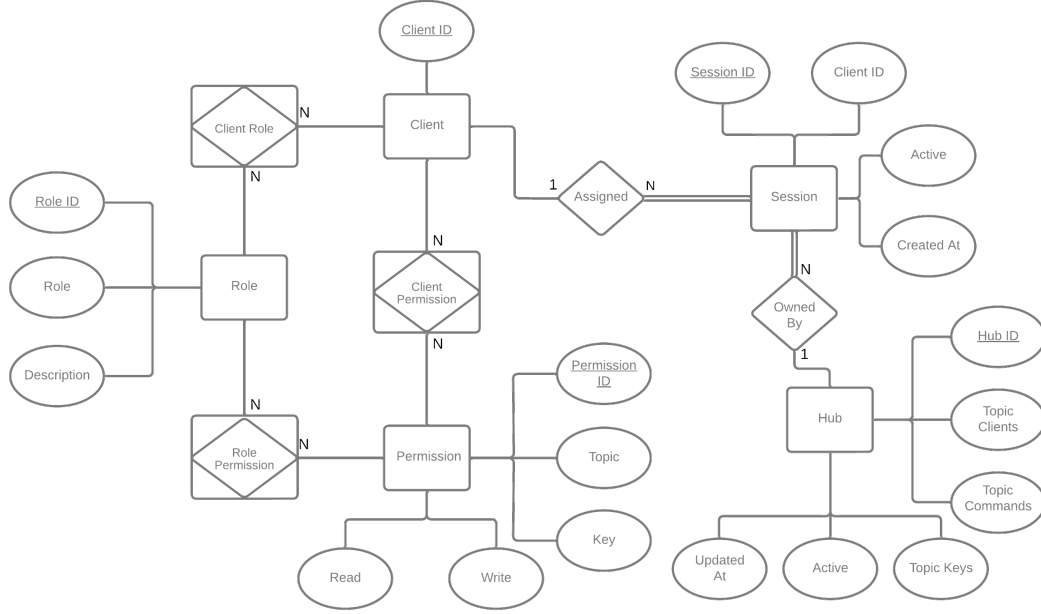 Client ID
Session ID
Client ID
N
Client Role
Client
Active
N
1
N
Assigned
Session
Role ID
N
Created At
N
Role
Role
Client
Permission
Owned
By
1
Hub ID
N
Description
Permission
ID
N
Hub
Topic
Clients
N
Role
Permission
Permission
Topic
Topic
Commands
Key
Read
Write
Updated
At
Active
Topic Keys